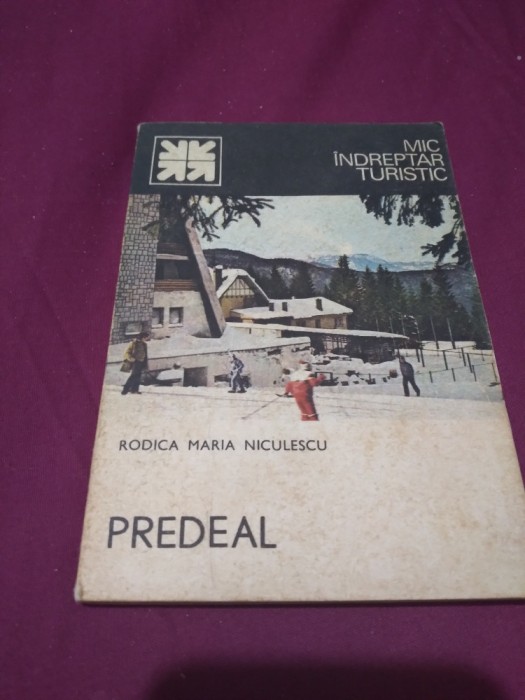 MIC
ÎNDREPTAR
TURISTIC
RODICA MARIA NICULESCU
PREDEAL